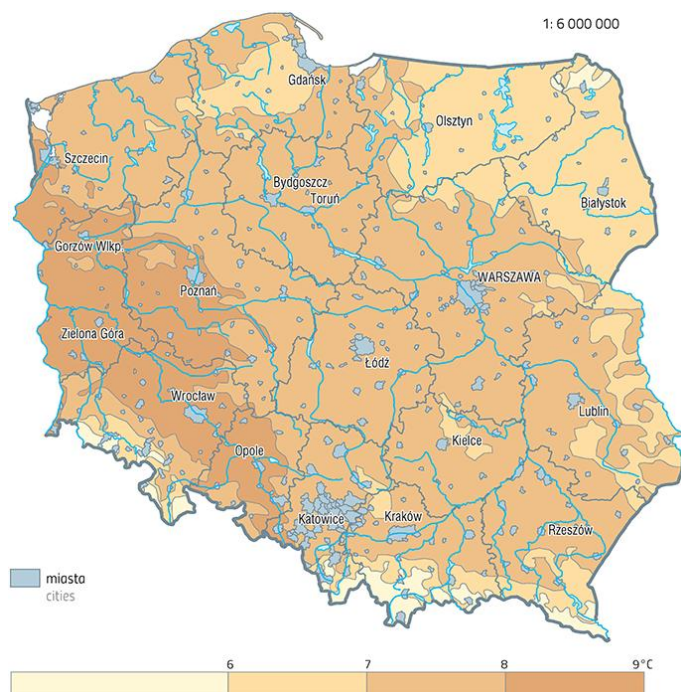 1: 6 000 000
Gdańsk
Olsztyn
Szczecin
Bydgoszcz
Toruń
Białystok
Gorzów Wlkp
Poznań
WARSZAWA
Zielona Góra
Łódź
Wrocław
Lublin
Opole
Kielce
Katowice
Kraków
Rzeszów
miasta
cities
6 7 8 9°C